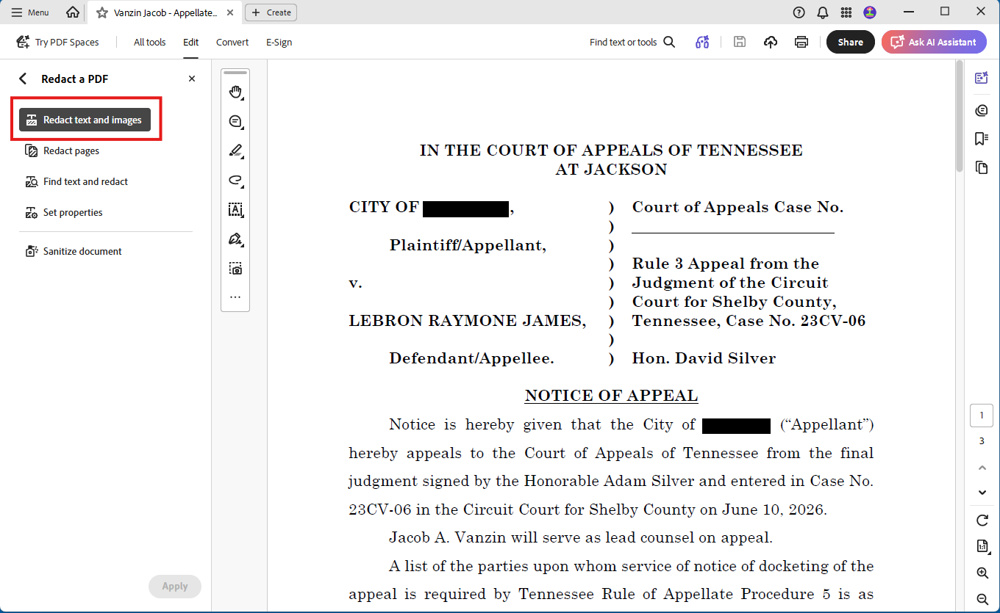 Menu
Vanzin Jacob - Appellate...
Create
Try PDF Spaces
All tools
Edit
Convert
E-Sign
Find text or tools
Share
Ask AI Assistant
Redact a PDF
Redact text and images
Redact pages
Find text and redact
Set properties
Sanitize document
Apply
IN THE COURT OF APPEALS OF TENNESSEE
AT JACKSON
CITY OF ,
Plaintiff/Appellant,
v.
LEBRON RAYMONE JAMES,
Defendant/Appellee.
)
)
)
)
)
)
)
)
)
Court of Appeals Case No.
Rule 3 Appeal from the
Judgment of the Circuit
Court for Shelby County,
Tennessee, Case No. 23CV-06
Hon. David Silver
NOTICE OF APPEAL
Notice is hereby given that the City of (“Appellant”)
hereby appeals to the Court of Appeals of Tennessee from the final
judgment signed by the Honorable Adam Silver and entered in Case No.
23CV-06 in the Circuit Court for Shelby County on June 10, 2026.
Jacob A. Vanzin will serve as lead counsel on appeal.
A list of the parties upon whom service of notice of docketing of the
appeal is required by Tennessee Rule of Appellate Procedure 5 is as
1
3
1:1